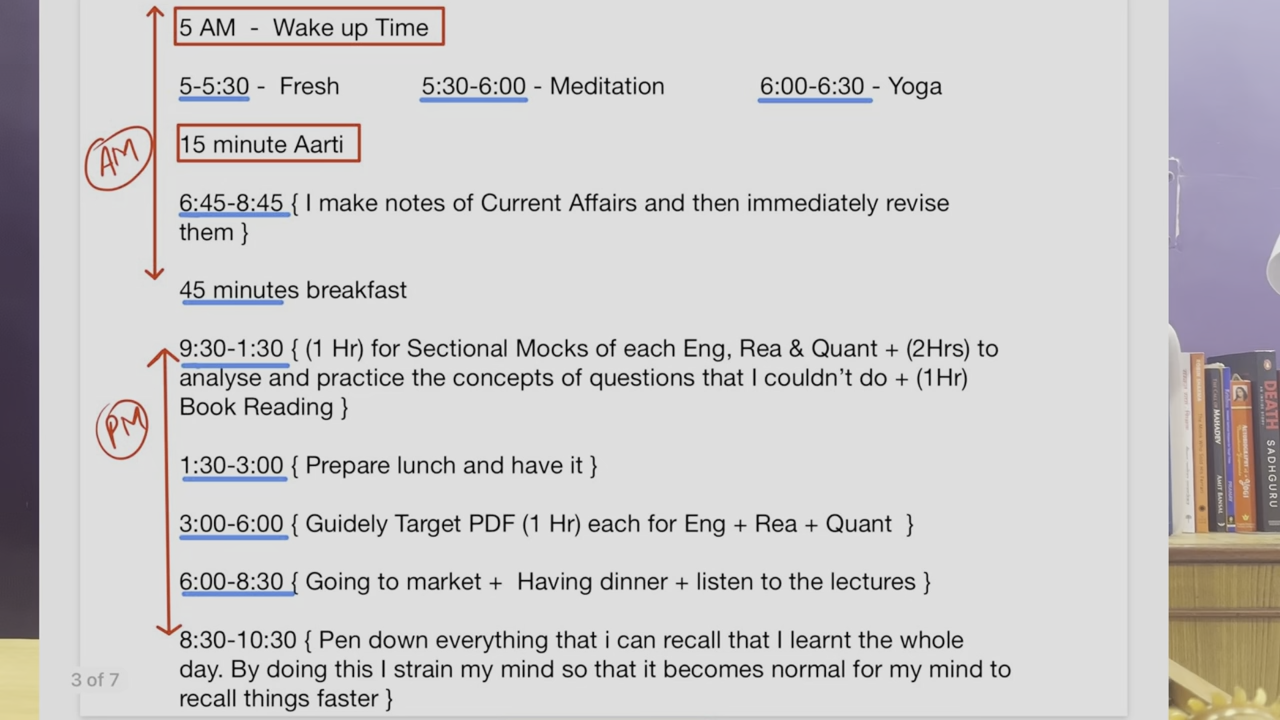 5 AM - Wake up Time
5-5:30 - Fresh 5:30-6:00 - Meditation 6:00-6:30 - Yoga
AM
15 minute Aarti
6:45-8:45 { I make notes of Current Affairs and then immediately revise
them }
45 minutes breakfast
9:30-1:30 { (1 Hr) for Sectional Mocks of each Eng, Rea & Quant + (2Hrs) to
analyse and practice the concepts of questions that I couldn't do + (1Hr)
Book Reading }
PM
1:30-3:00 { Prepare lunch and have it }
3:00-6:00 { Guidely Target PDF (1 Hr) each for Eng + Rea + Quant }
6:00-8:30 { Going to market + Having dinner + listen to the lectures }
8:30-10:30 { Pen down everything that i can recall that I learnt the whole
day. By doing this I strain my mind so that it becomes normal for my mind to
recall things faster }
3 of 7
MAHADEV
AMIT BANSAL
YOGI
DEATH
SADHGURU